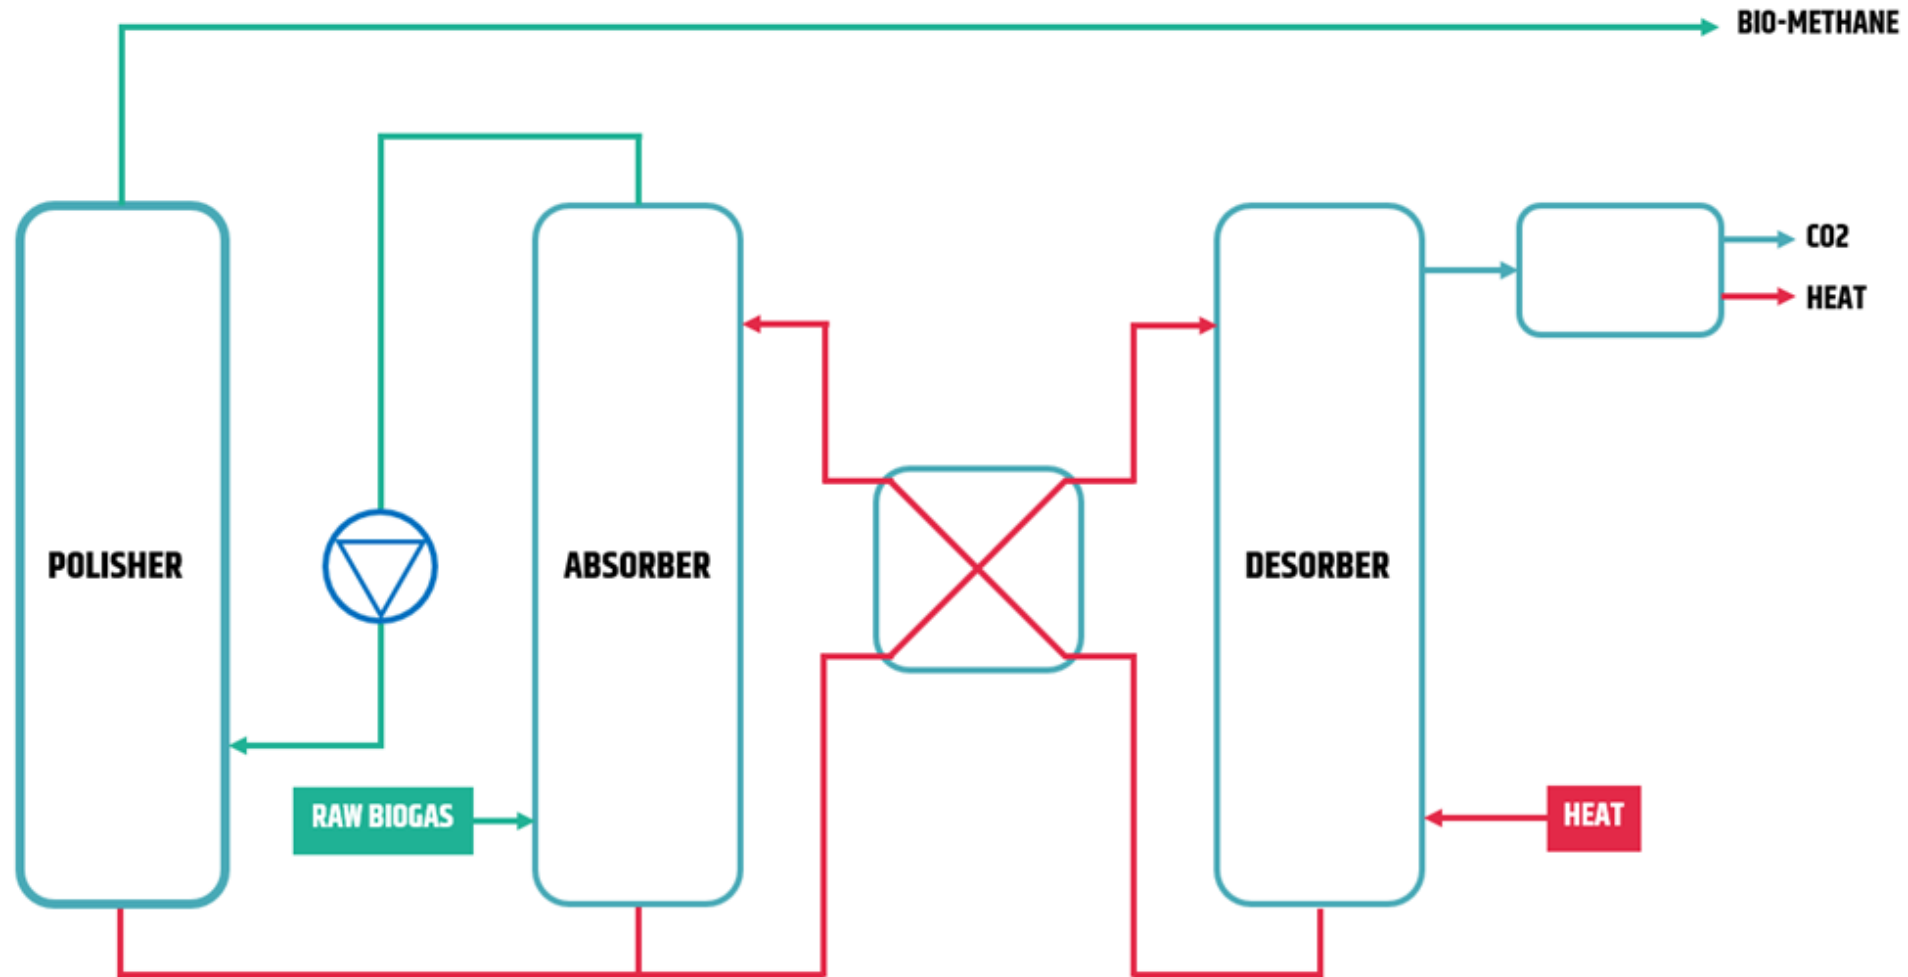 BIO-METHANE
CO2
HEAT
POLISHER
ABSORBER
DESORBER
RAW BIOGAS
HEAT